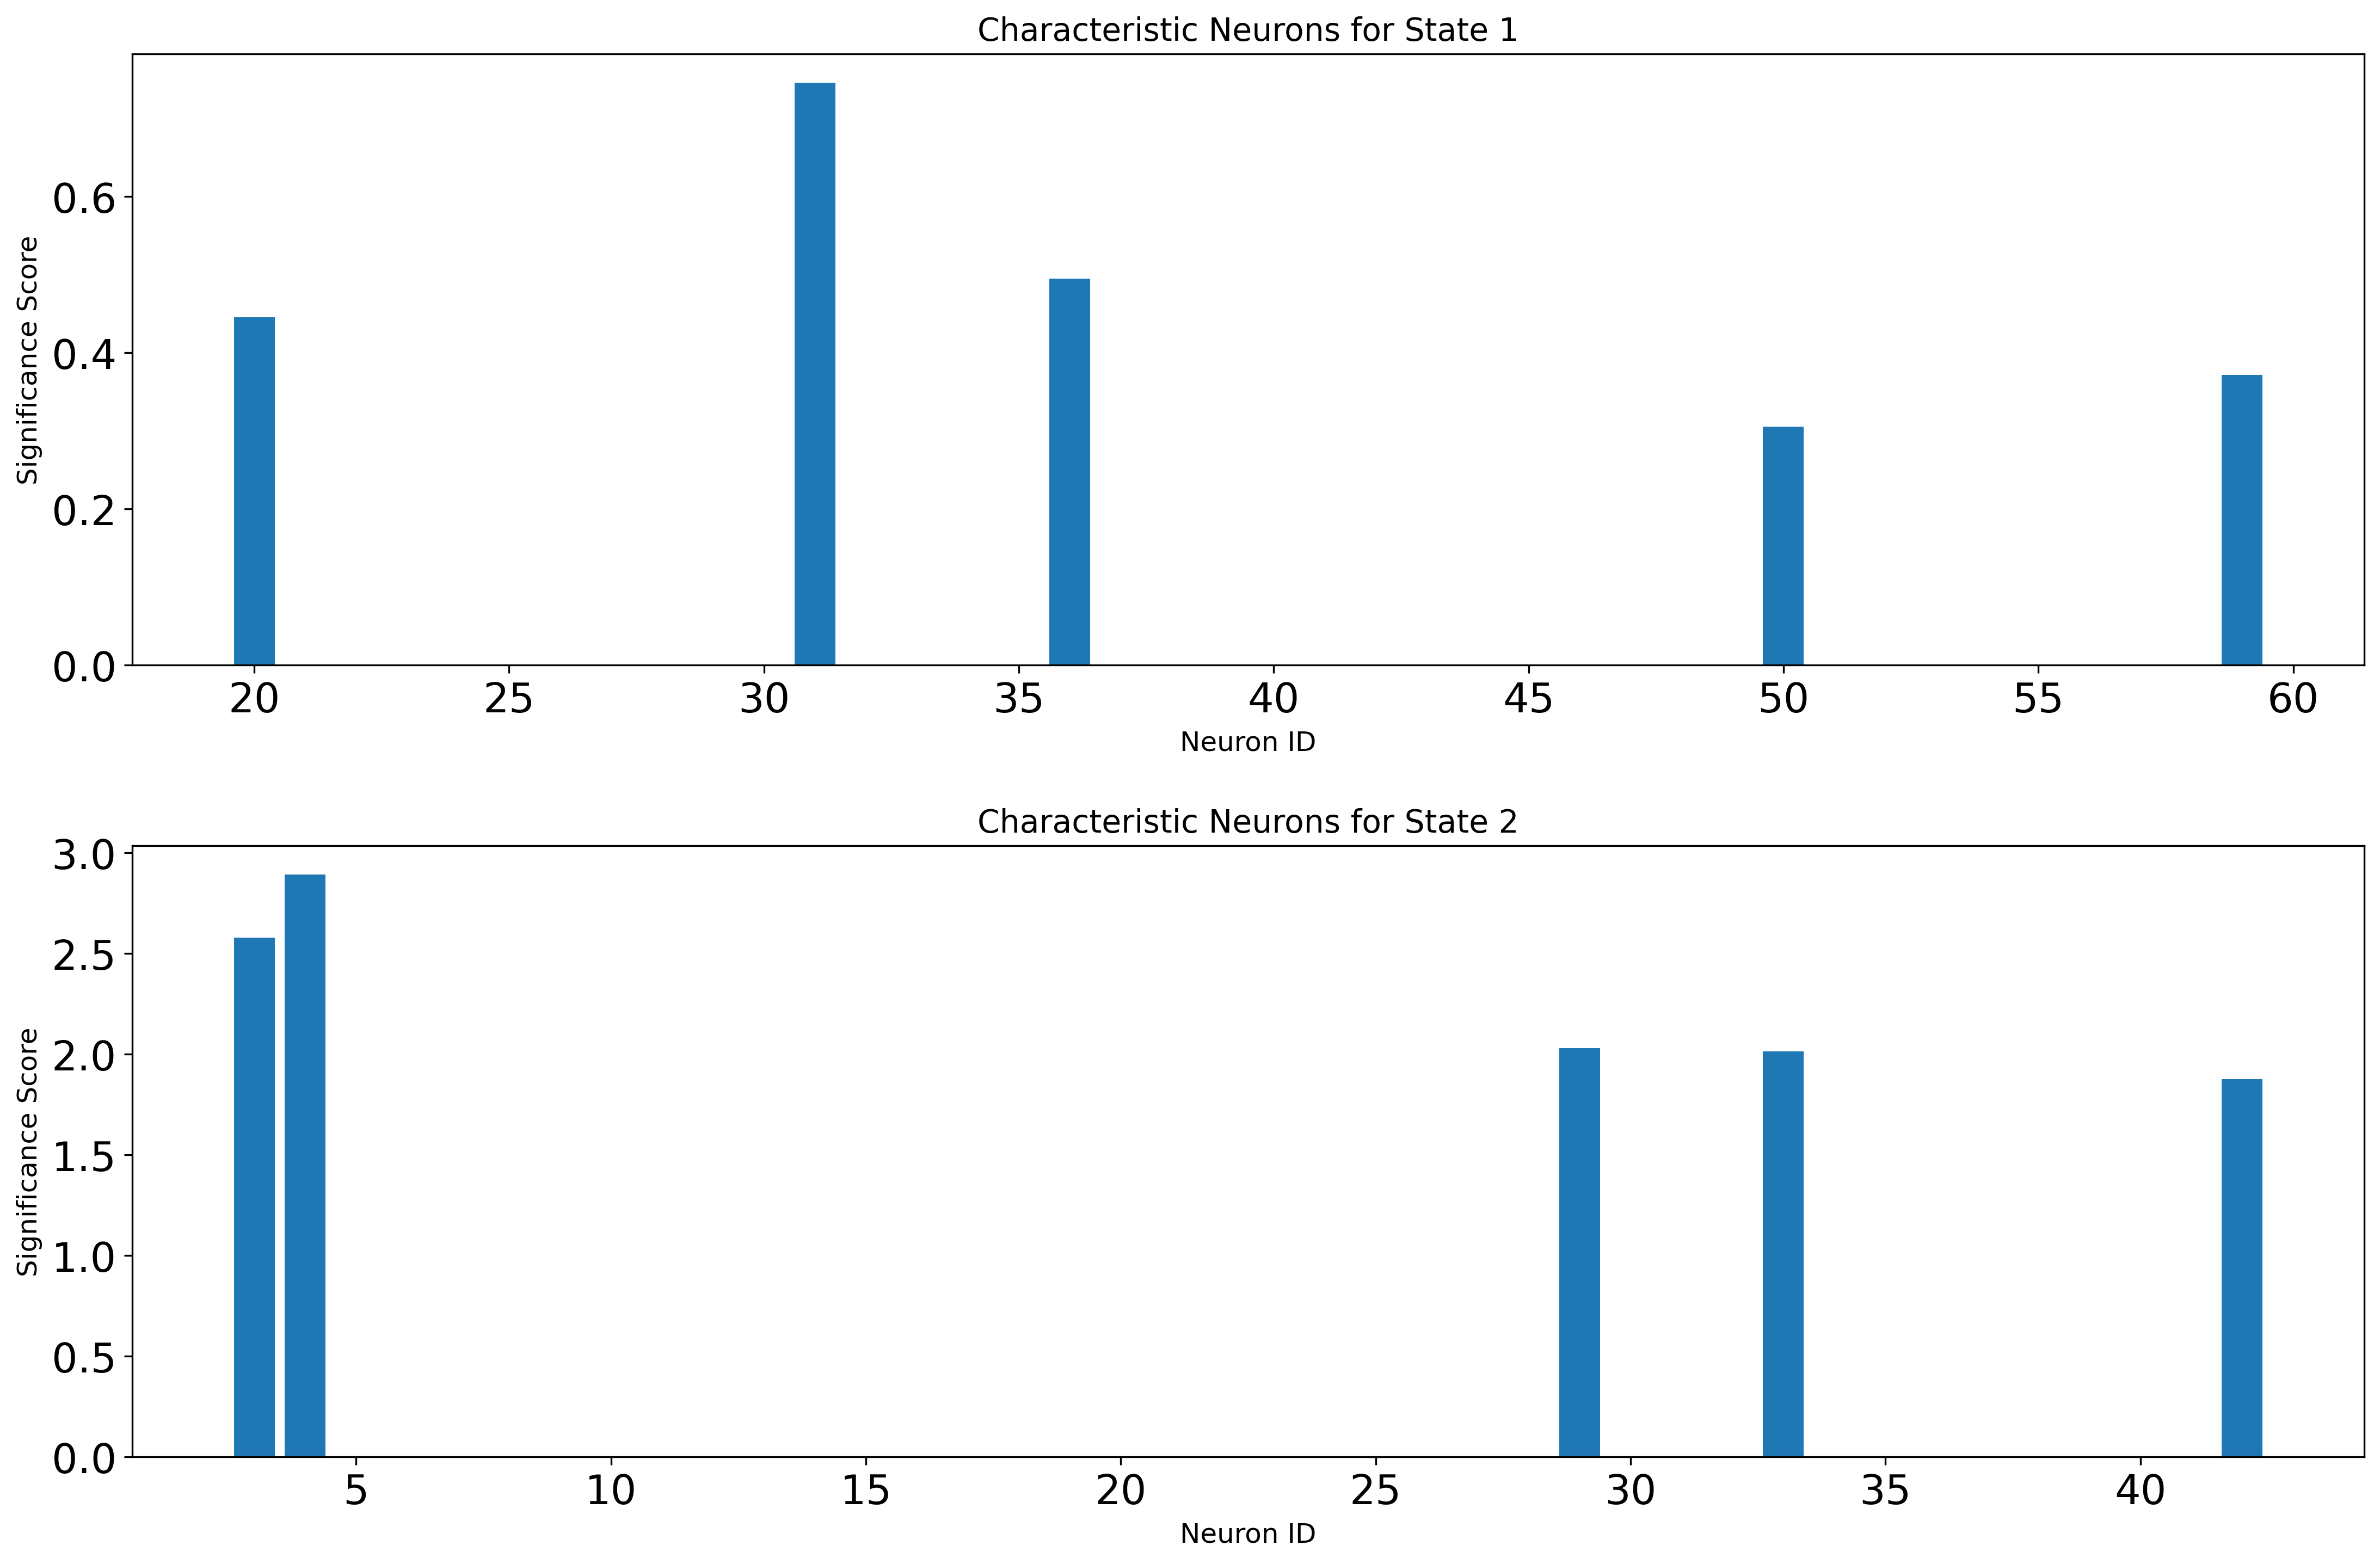 Characteristic Neurons for State 1
Significance Score
0.6
0.4
0.2
0.0
20 25 30 35 40 45 50 55 60
Neuron ID
Characteristic Neurons for State 2
Significance Score
3.0
2.5
2.0
1.5
1.0
0.5
0.0
5 10 15 20 25 30 35 40
Neuron ID